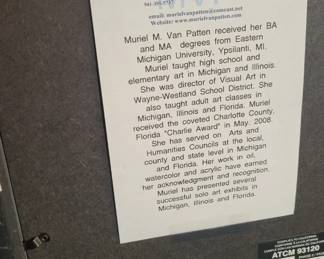 email: murielvanpatten@comcast.net
Website: www.murielvanpatten.com
Muriel M. Van Patten received her BA
and MA degrees from Eastern
Michigan University, Ypsilanti, MI.
Muriel taught high school and
elementary art in Michigan and Illinois.
She was director of Visual Art in
Wayne-Westland School District. She
also taught adult art classes in
Michigan, Illinois and Florida. Muriel
received the coveted Charlotte County,
Florida "Charlie Award" in May. 2008.
She has served on Arts and
Humanities Councils at the local,
county and state level in Michigan
and Florida. Her work in oil,
watercolor and acrylic have earned
her acknowledgment and recognition.
Muriel has presented several
successful solo art exhibits in
Michigan, Illinois and Florida.
ATCM 93120